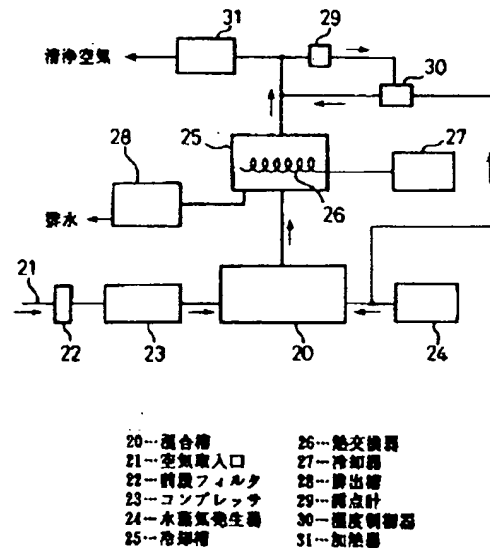 31
29
清浄空気
30
25
27
28
26
排水
21
22
23
20
24
20…混合槽
26…熱交換器
21…空気取入口
27…冷却器
22…前段フィルタ
28…排出槽
23…コンプレッサ
29…露点計
24…水蒸気発生器
30…湿度制御器
25…冷却槽
31…加熱器